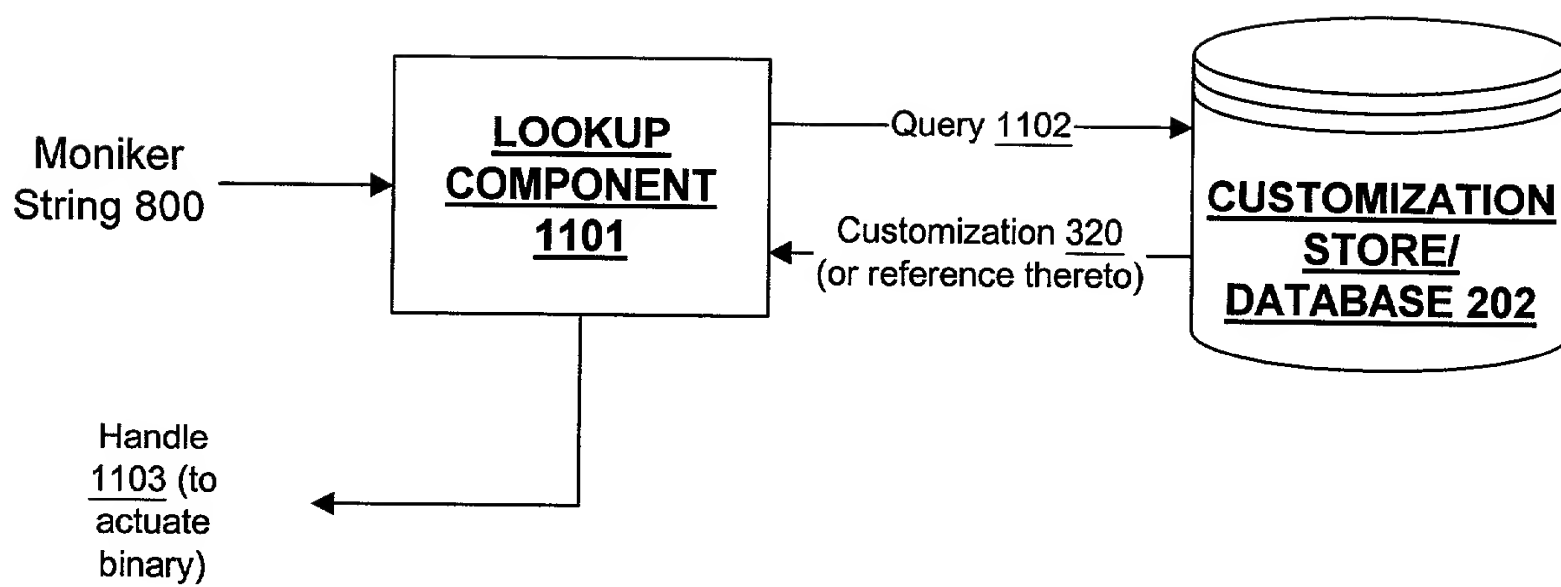 Moniker
String 800
LOOKUP
COMPONENT
1101
Query 1102
Customization 320
(or reference thereto)
CUSTOMIZATION
STORE/
DATABASE 202
Handle
1103 (to
actuate
binary)